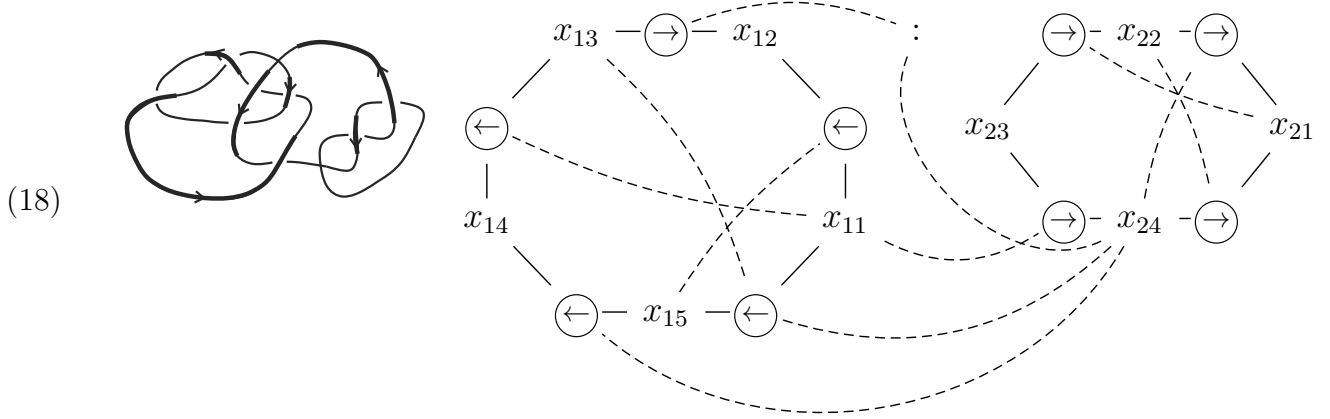 x₁₃ → x₁₂ : → x₂₂ →
← ← x₂₃ x₂₁
(18) x₁₄ x₁₁ → x₂₄ →
← x₁₅ ←